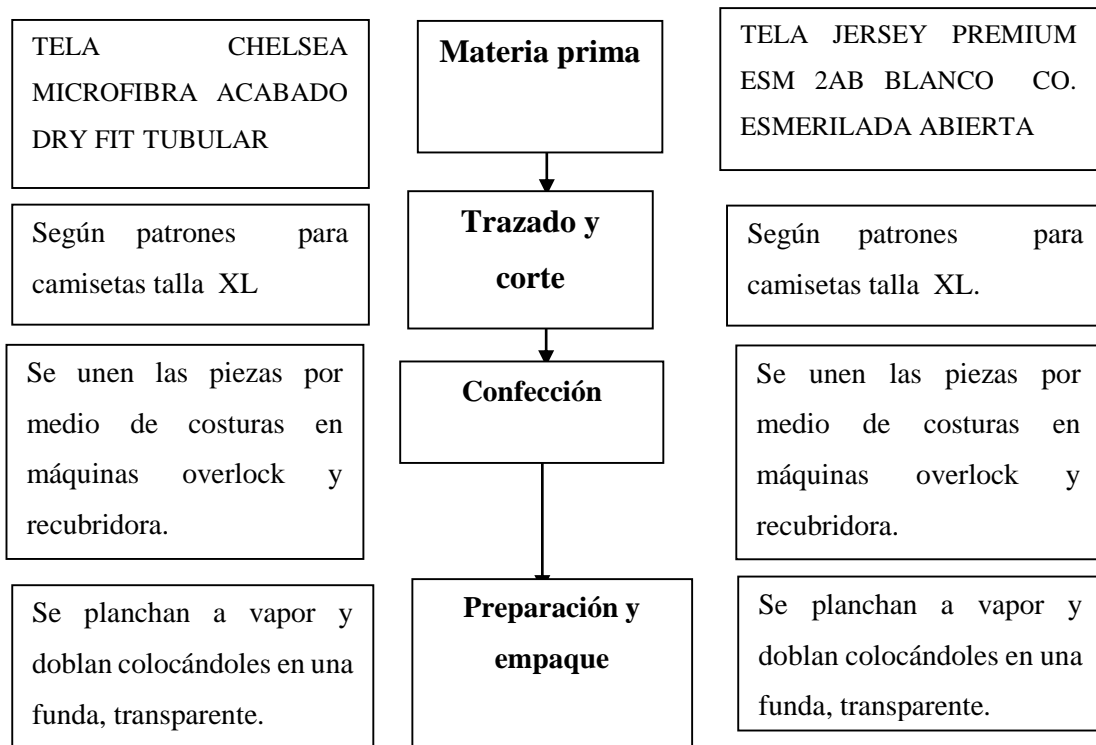 TELA CHELSEA
MICROFIBRA ACABADO
DRY FIT TUBULAR
Materia prima
TELA JERSEY PREMIUM
ESM 2AB BLANCO CO.
ESMERILADA ABIERTA
Según patrones para
camisetas talla XL
Trazado y
corte
Según patrones para
camisetas talla XL.
Se unen las piezas por
medio de costuras en
máquinas overlock y
recubridora.
Confección
Se unen las piezas por
medio de costuras en
máquinas overlock y
recubridora.
Se planchan a vapor y
doblan colocándoles en una
funda, transparente.
Preparación y
empaque
Se planchan a vapor y
doblan colocándoles en una
funda, transparente.